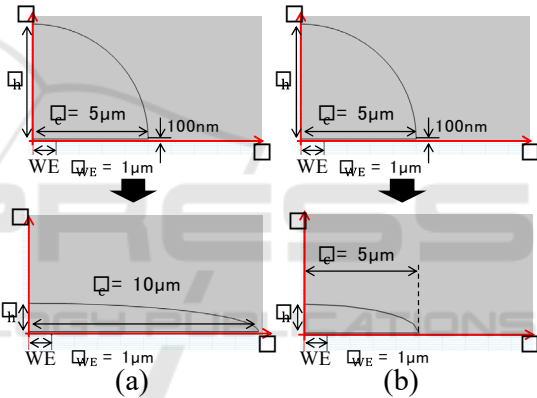 □ □
□h □h
□c = 5μm □c = 5μm
100nm 100nm
□ □
WE □WE = 1μm WE □WE = 1μm
□ □
□c = 5μm
□c = 10μm
□h □h
□ □
WE □WE = 1μm WE □WE = 1μm
(a) (b)